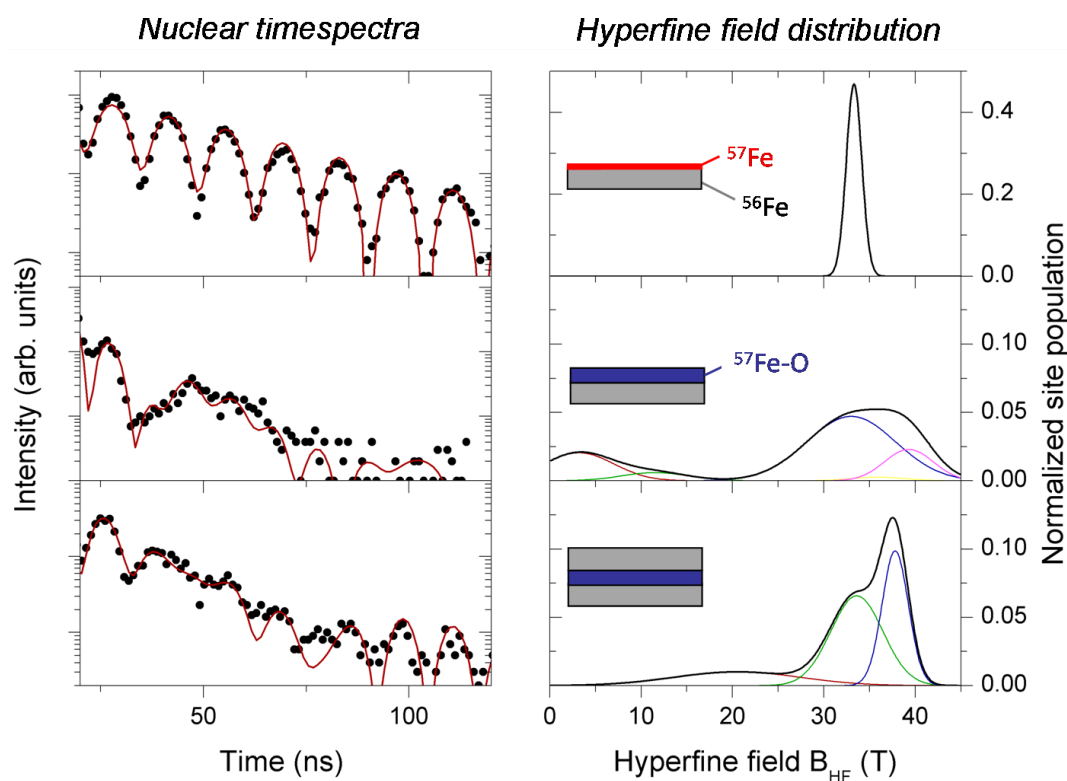 Nuclear timespectra
Hyperfine field distribution
Intensity (arb. units)
50
100
Time (ns)
⁵⁷Fe
⁵⁶Fe
⁵⁷Fe-O
0.4
0.2
0.0
0.10
0.05
0.00
0.10
0.05
0.00
Normalized site population
0
10
20
30
40
Hyperfine field B_HF (T)